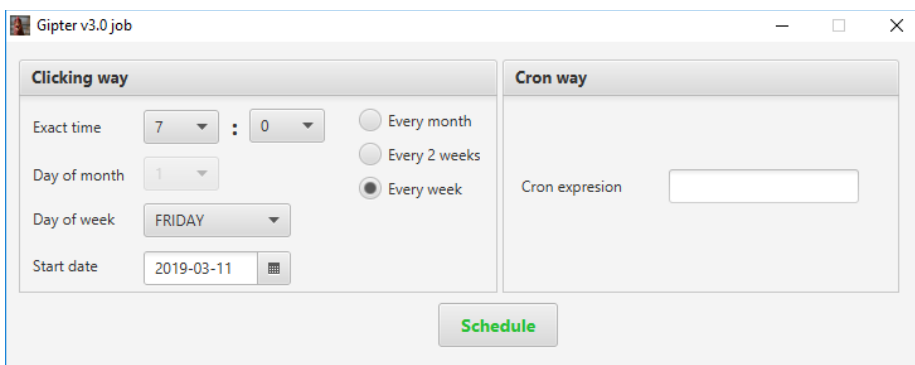 Gipter v3.0 job
Clicking way
Exact time 7 : 0
Every month
Every 2 weeks
Day of month 1
Every week
Day of week FRIDAY
Start date 2019-03-11
Cron way
Cron expresion
Schedule